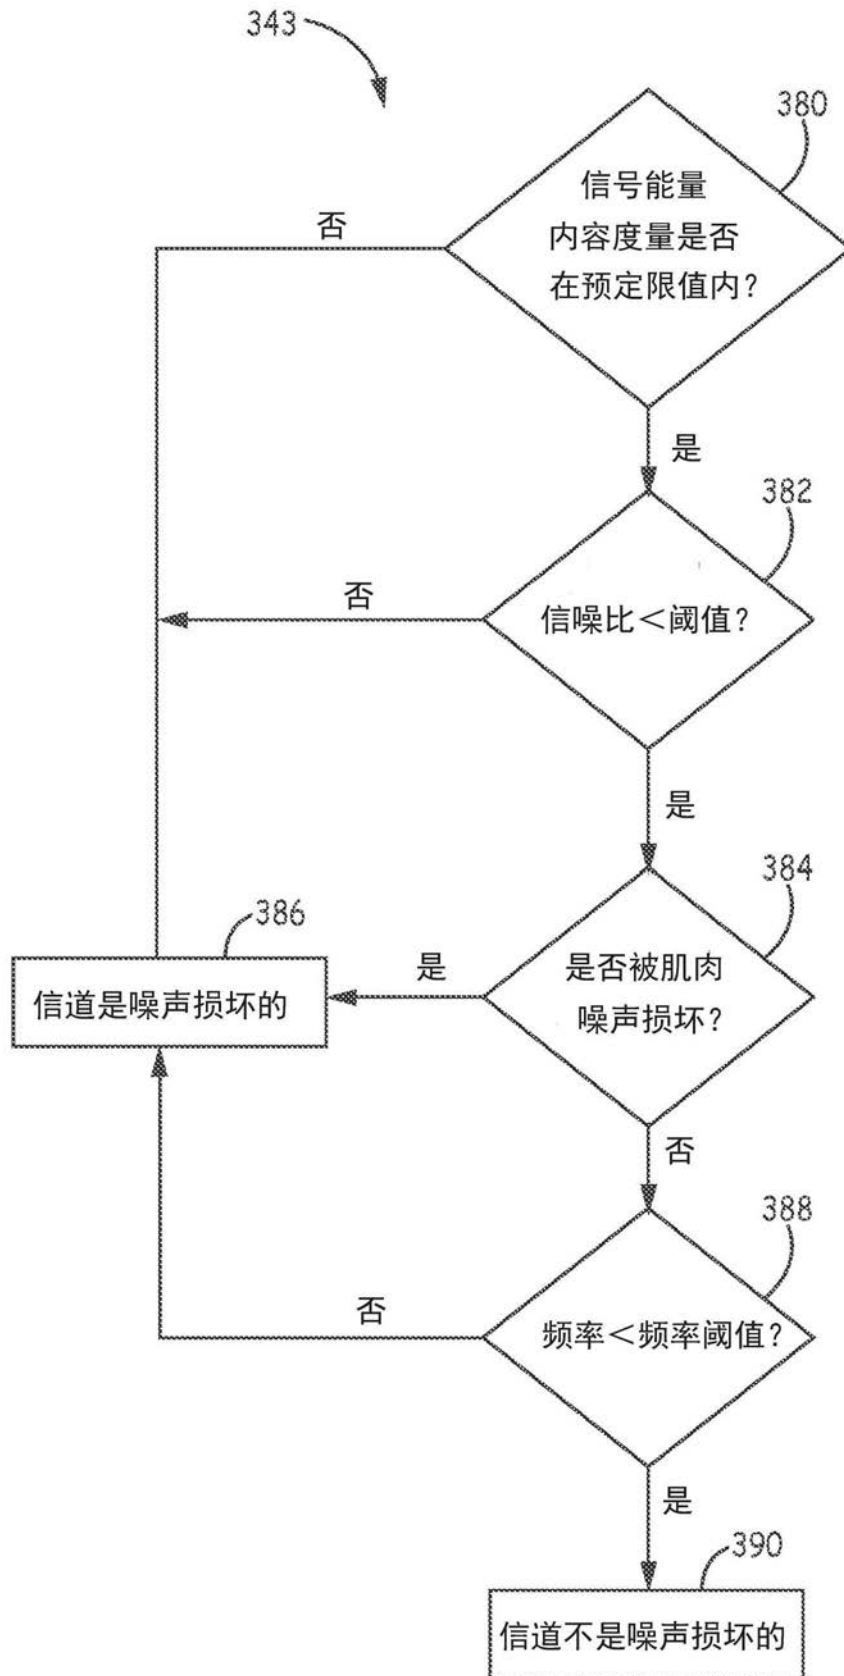 343
380
信号能量
内容度量是否
在预定限值内？
否
是
382
信噪比＜阈值？
否
是
384
是否被肌肉
噪声损坏？
是
386
信道是噪声损坏的
否
388
频率＜频率阈值？
否
是
390
信道不是噪声损坏的